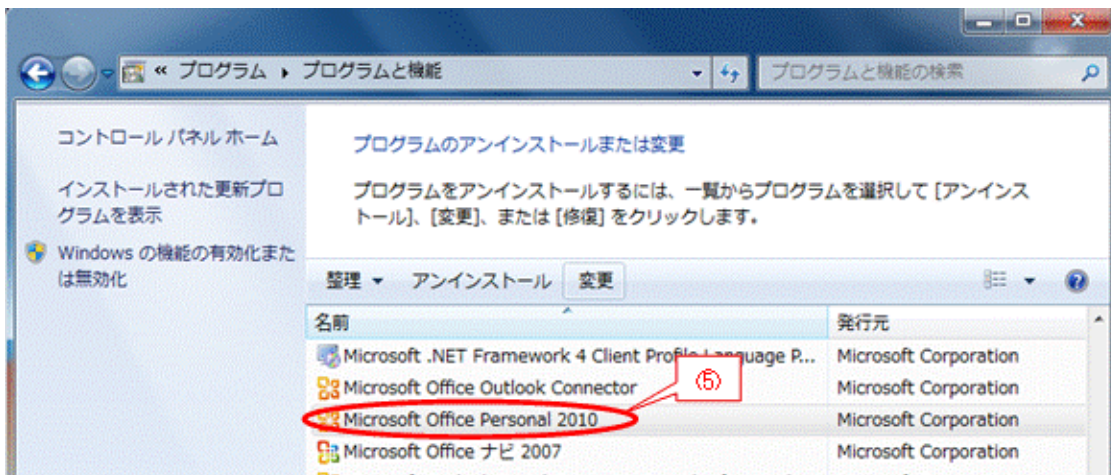 « プログラム ▸ プログラムと機能
プログラムと機能の検索
コントロール パネル ホーム
インストールされた更新プロ
グラムを表示
Windows の機能の有効化また
は無効化
プログラムのアンインストールまたは変更
プログラムをアンインストールするには、一覧からプログラムを選択して [アンインス
トール]、[変更]、または [修復] をクリックします。
整理 ▼ アンインストール 変更
名前 発行元
Microsoft .NET Framework 4 Client Profile Language P... Microsoft Corporation
Microsoft Office Outlook Connector Microsoft Corporation
⑤
Microsoft Office Personal 2010 Microsoft Corporation
Microsoft Office ナビ 2007 Microsoft Corporation